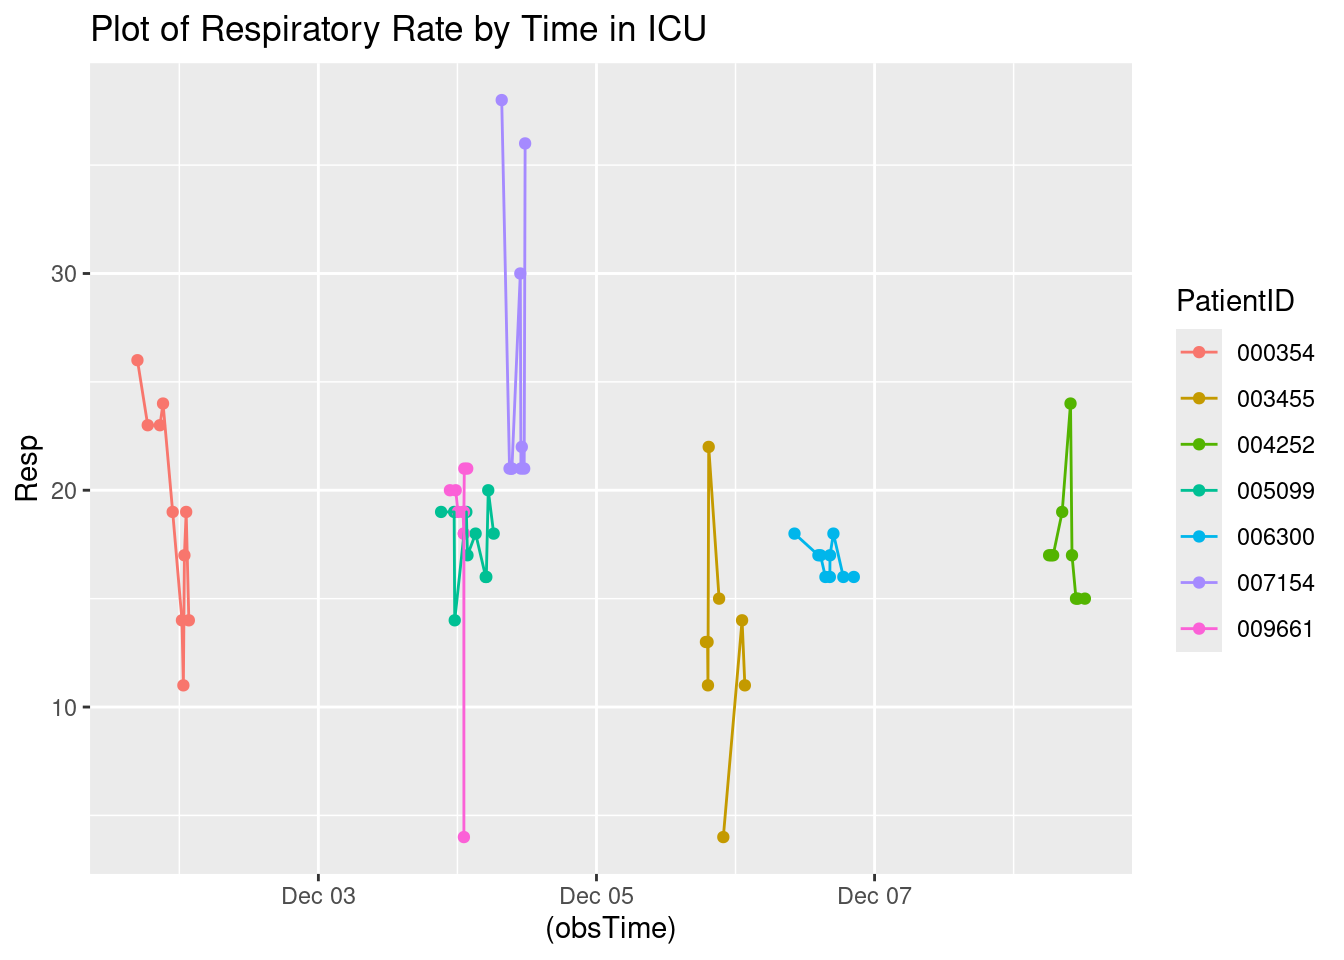 Plot of Respiratory Rate by Time in ICU
Resp
30
20
10
Dec 03
Dec 05
Dec 07
(obsTime)
PatientID
000354
003455
004252
005099
006300
007154
009661